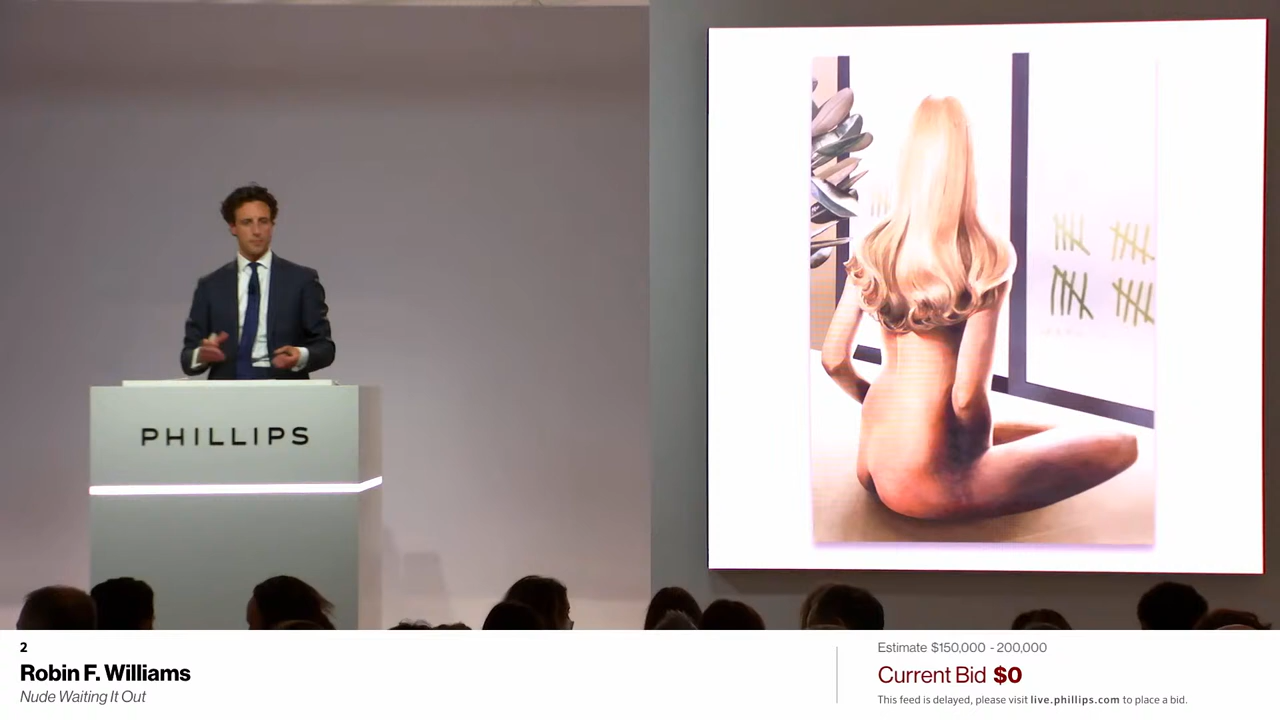 PHILLIPS
2
Robin F. Williams
Nude Waiting It Out
Estimate $150,000 - 200,000
Current Bid $0
This feed is delayed, please visit live.phillips.com to place a bid.